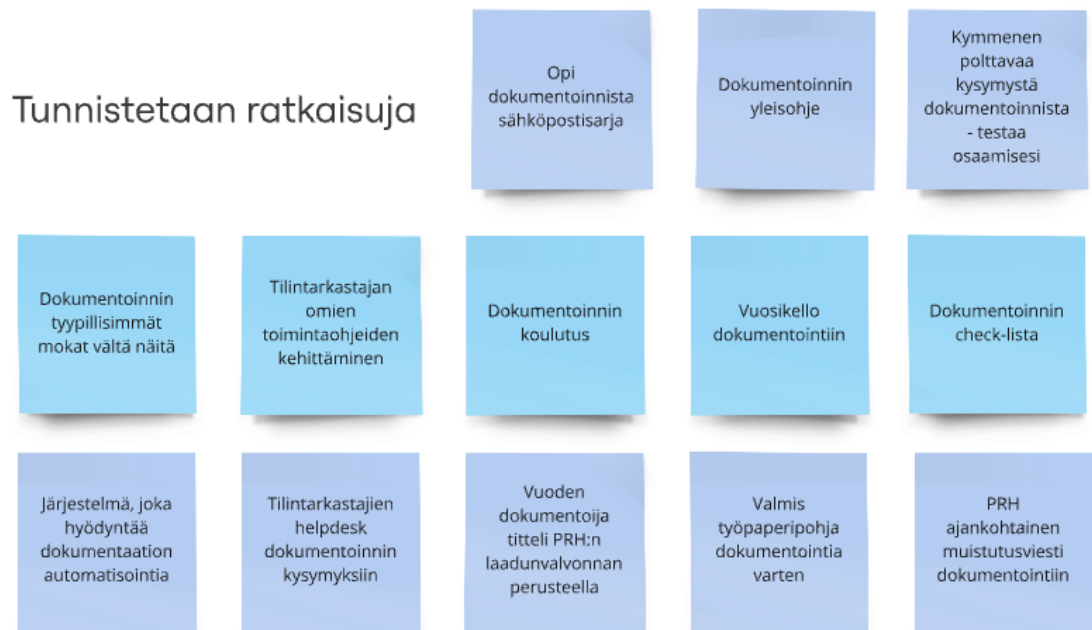 Tunnistetaan ratkaisuja
Opi
dokumentoinnista
sähköpostisarja
Dokumentoinnin
yleisohje
Kymmenen
polttavaa
kysymystä
dokumentoinnista
- testaa
osaamisesi
Dokumentoinnin
tyypillisimmät
mokat vältä näitä
Tilintarkastajan
omien
toimintaohjeiden
kehittäminen
Dokumentoinnin
koulutus
Vuosikello
dokumentointiin
Dokumentoinnin
check-lista
Järjestelmä, joka
hyödyntää
dokumentaation
automatisointia
Tilintarkastajien
helpdesk
dokumentoinnin
kysymyksiin
Vuoden
dokumentoija
titteli PRH:n
laadunvalvonnan
perusteella
Valmis
työpaperipohja
dokumentointia
varten
PRH
ajankohtainen
muistutusviesti
dokumentointiin